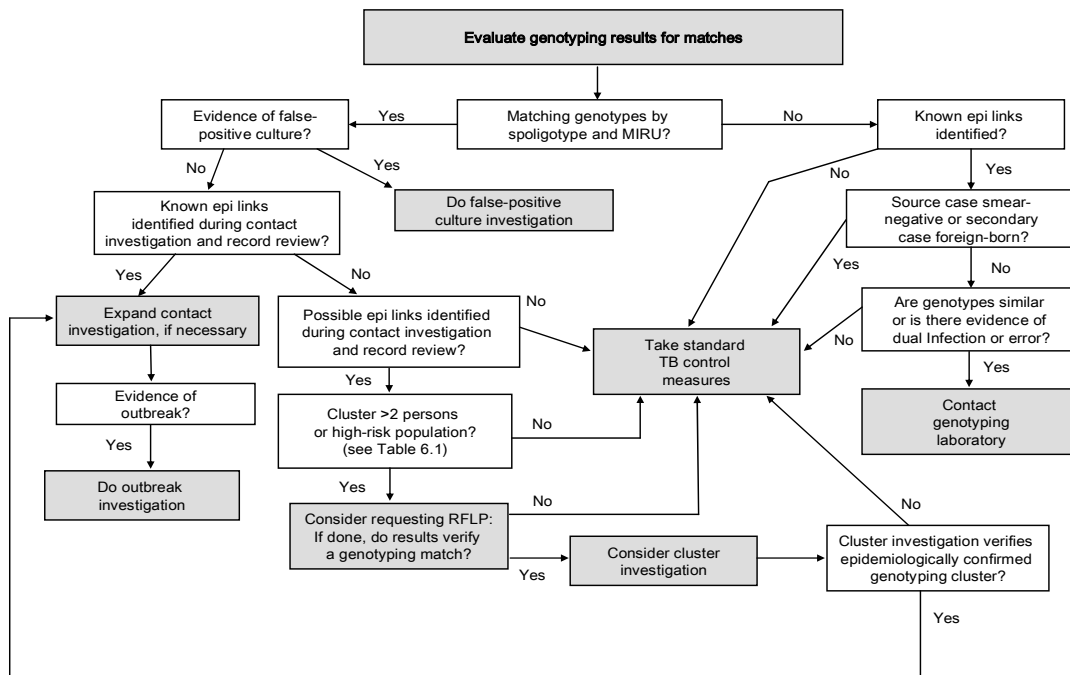 Evaluate genotyping results for matches
Evidence of false-
positive culture?
Yes
Matching genotypes by
spoligotype and MIRU?
No
Known epi links
identified?
No
Yes
No
Yes
Known epi links
identified during contact
investigation and record review?
Do false-positive
culture investigation
Source case smear-
negative or secondary
case foreign-born?
Yes
No
Yes
No
Expand contact
investigation, if necessary
Possible epi links identified
during contact investigation
and record review?
No
Take standard
TB control
measures
No
Are genotypes similar
or is there evidence of
dual Infection or error?
Yes
Yes
Evidence of
outbreak?
Cluster >2 persons
or high-risk population?
(see Table 6.1)
No
Contact
genotyping
laboratory
Yes
Do outbreak
investigation
Yes
Consider requesting RFLP:
If done, do results verify
a genotyping match?
No
No
Yes
Consider cluster
investigation
Cluster investigation verifies
epidemiologically confirmed
genotyping cluster?
Yes